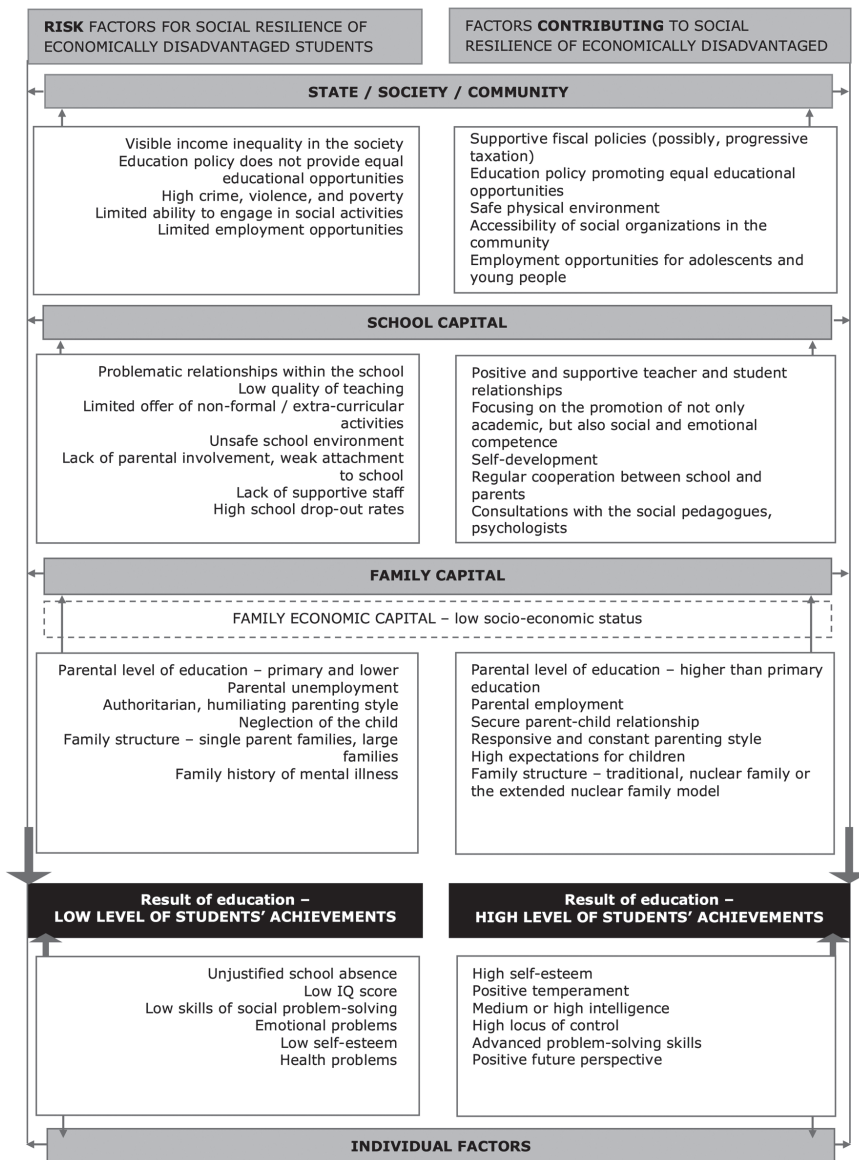 RISK FACTORS FOR SOCIAL RESILIENCE OF
ECONOMICALLY DISADVANTAGED STUDENTS
FACTORS CONTRIBUTING TO SOCIAL
RESILIENCE OF ECONOMICALLY DISADVANTAGED
STATE / SOCIETY / COMMUNITY
Visible income inequality in the society
Education policy does not provide equal
educational opportunities
High crime, violence, and poverty
Limited ability to engage in social activities
Limited employment opportunities
Supportive fiscal policies (possibly, progressive
taxation)
Education policy promoting equal educational
opportunities
Safe physical environment
Accessibility of social organizations in the
community
Employment opportunities for adolescents and
young people
SCHOOL CAPITAL
Problematic relationships within the school
Low quality of teaching
Limited offer of non-formal / extra-curricular
activities
Unsafe school environment
Lack of parental involvement, weak attachment
to school
Lack of supportive staff
High school drop-out rates
Positive and supportive teacher and student
relationships
Focusing on the promotion of not only
academic, but also social and emotional
competence
Self-development
Regular cooperation between school and
parents
Consultations with the social pedagogues,
psychologists
FAMILY CAPITAL
FAMILY ECONOMIC CAPITAL – low socio-economic status
Parental level of education – primary and lower
Parental unemployment
Authoritarian, humiliating parenting style
Neglection of the child
Family structure – single parent families, large
families
Family history of mental illness
Parental level of education – higher than primary
education
Parental employment
Secure parent-child relationship
Responsive and constant parenting style
High expectations for children
Family structure – traditional, nuclear family or
the extended nuclear family model
Result of education –
LOW LEVEL OF STUDENTS’ ACHIEVEMENTS
Result of education –
HIGH LEVEL OF STUDENTS’ ACHIEVEMENTS
Unjustified school absence
Low IQ score
Low skills of social problem-solving
Emotional problems
Low self-esteem
Health problems
High self-esteem
Positive temperament
Medium or high intelligence
High locus of control
Advanced problem-solving skills
Positive future perspective
INDIVIDUAL FACTORS